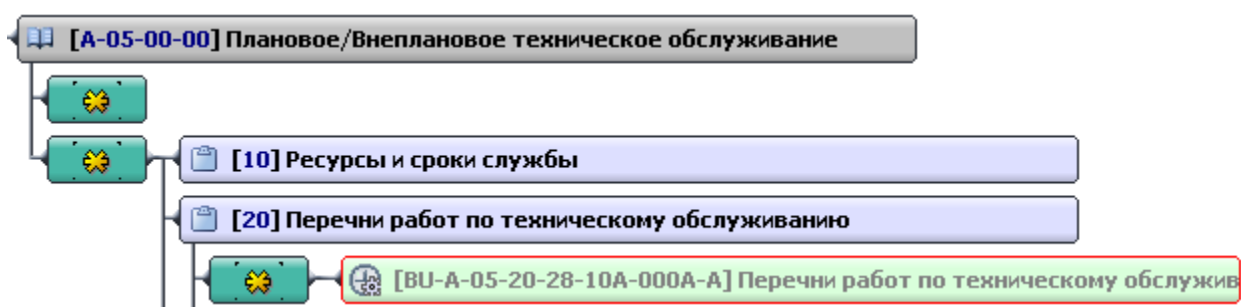 [A-05-00-00] Плановое/Внеплановое техническое обслуживание
[10] Ресурсы и сроки службы
[20] Перечни работ по техническому обслуживанию
[BU-A-05-20-28-10A-000A-A] Перечни работ по техническому обслужив